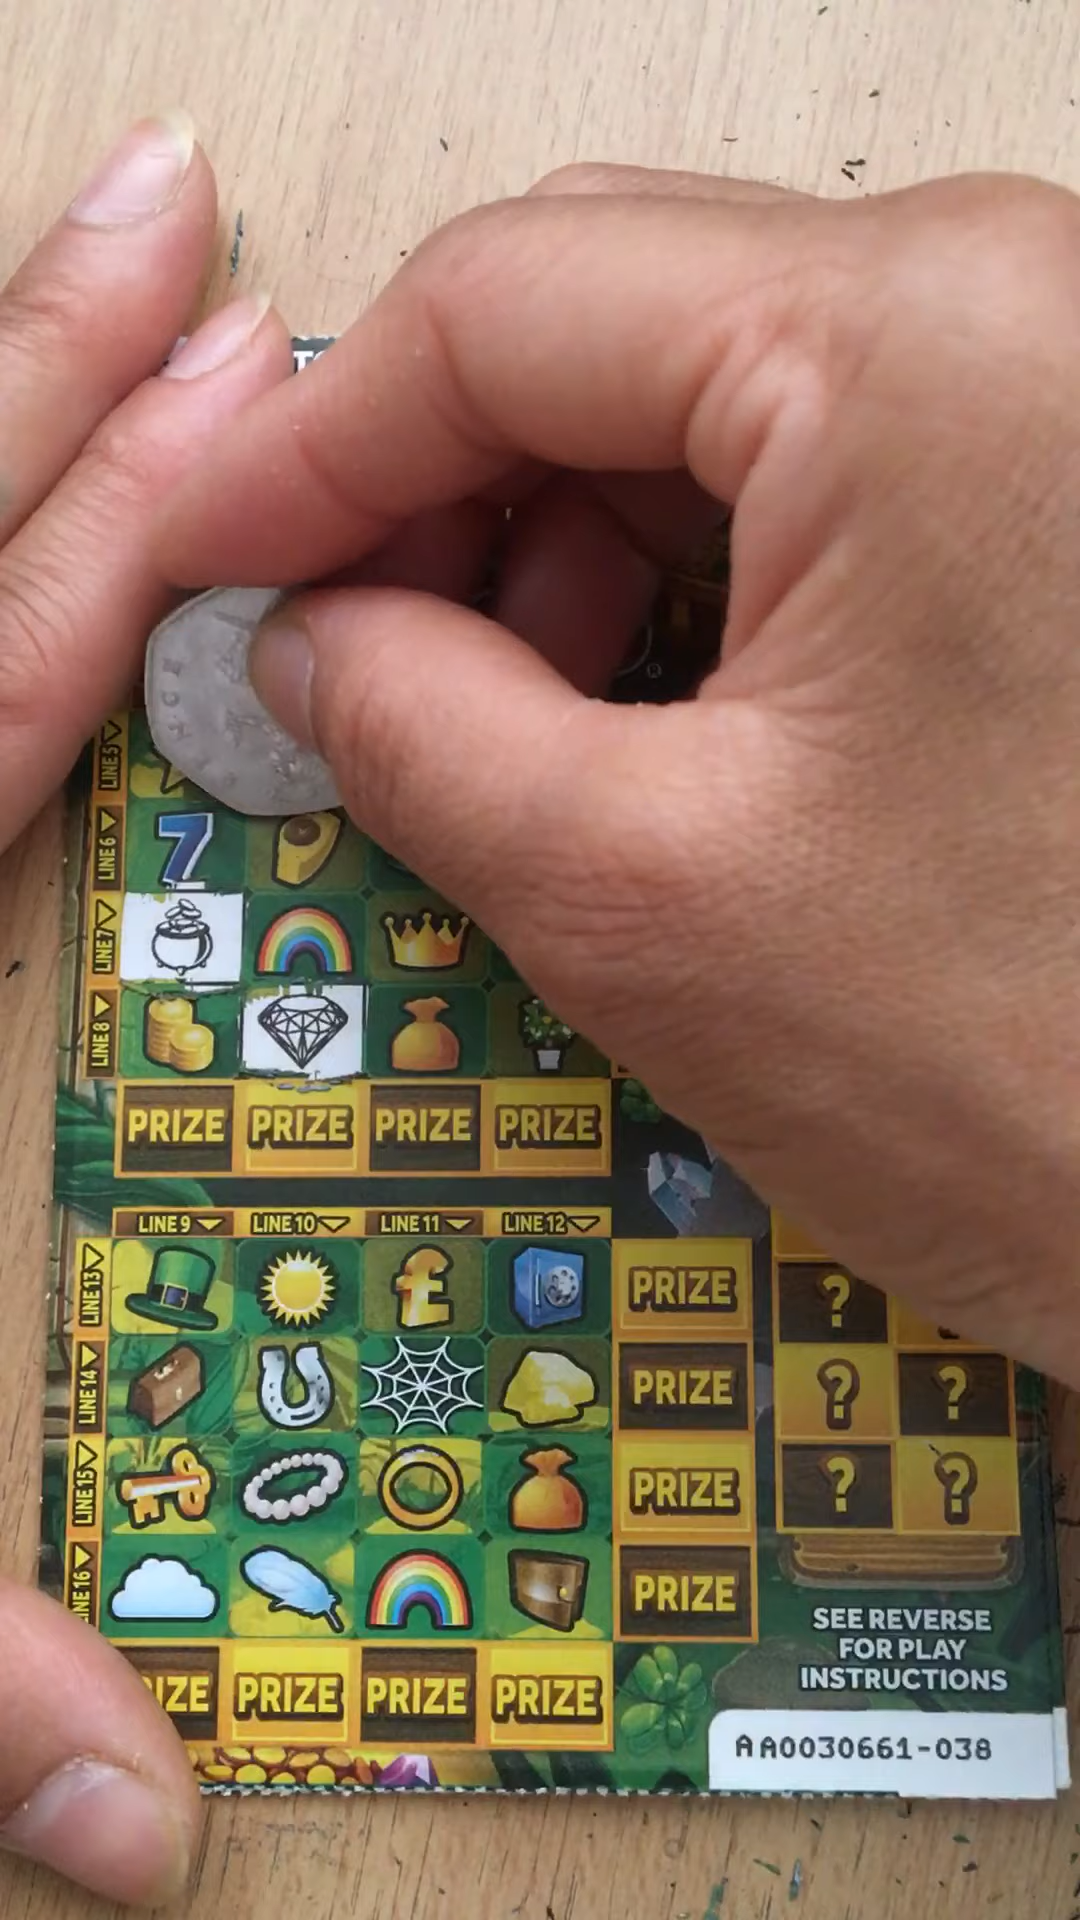 LINE 5
LINE 6
7
LINE 7
LINE 8
PRIZE PRIZE PRIZE PRIZE
LINE 9 LINE 10 LINE 11 LINE 12
LINE 13 £ PRIZE
?
LINE 14 PRIZE
? ?
LINE 15 PRIZE
? ?
LINE 16 PRIZE
SEE REVERSE
FOR PLAY
INSTRUCTIONS
PRIZE PRIZE PRIZE
AA0030661-038